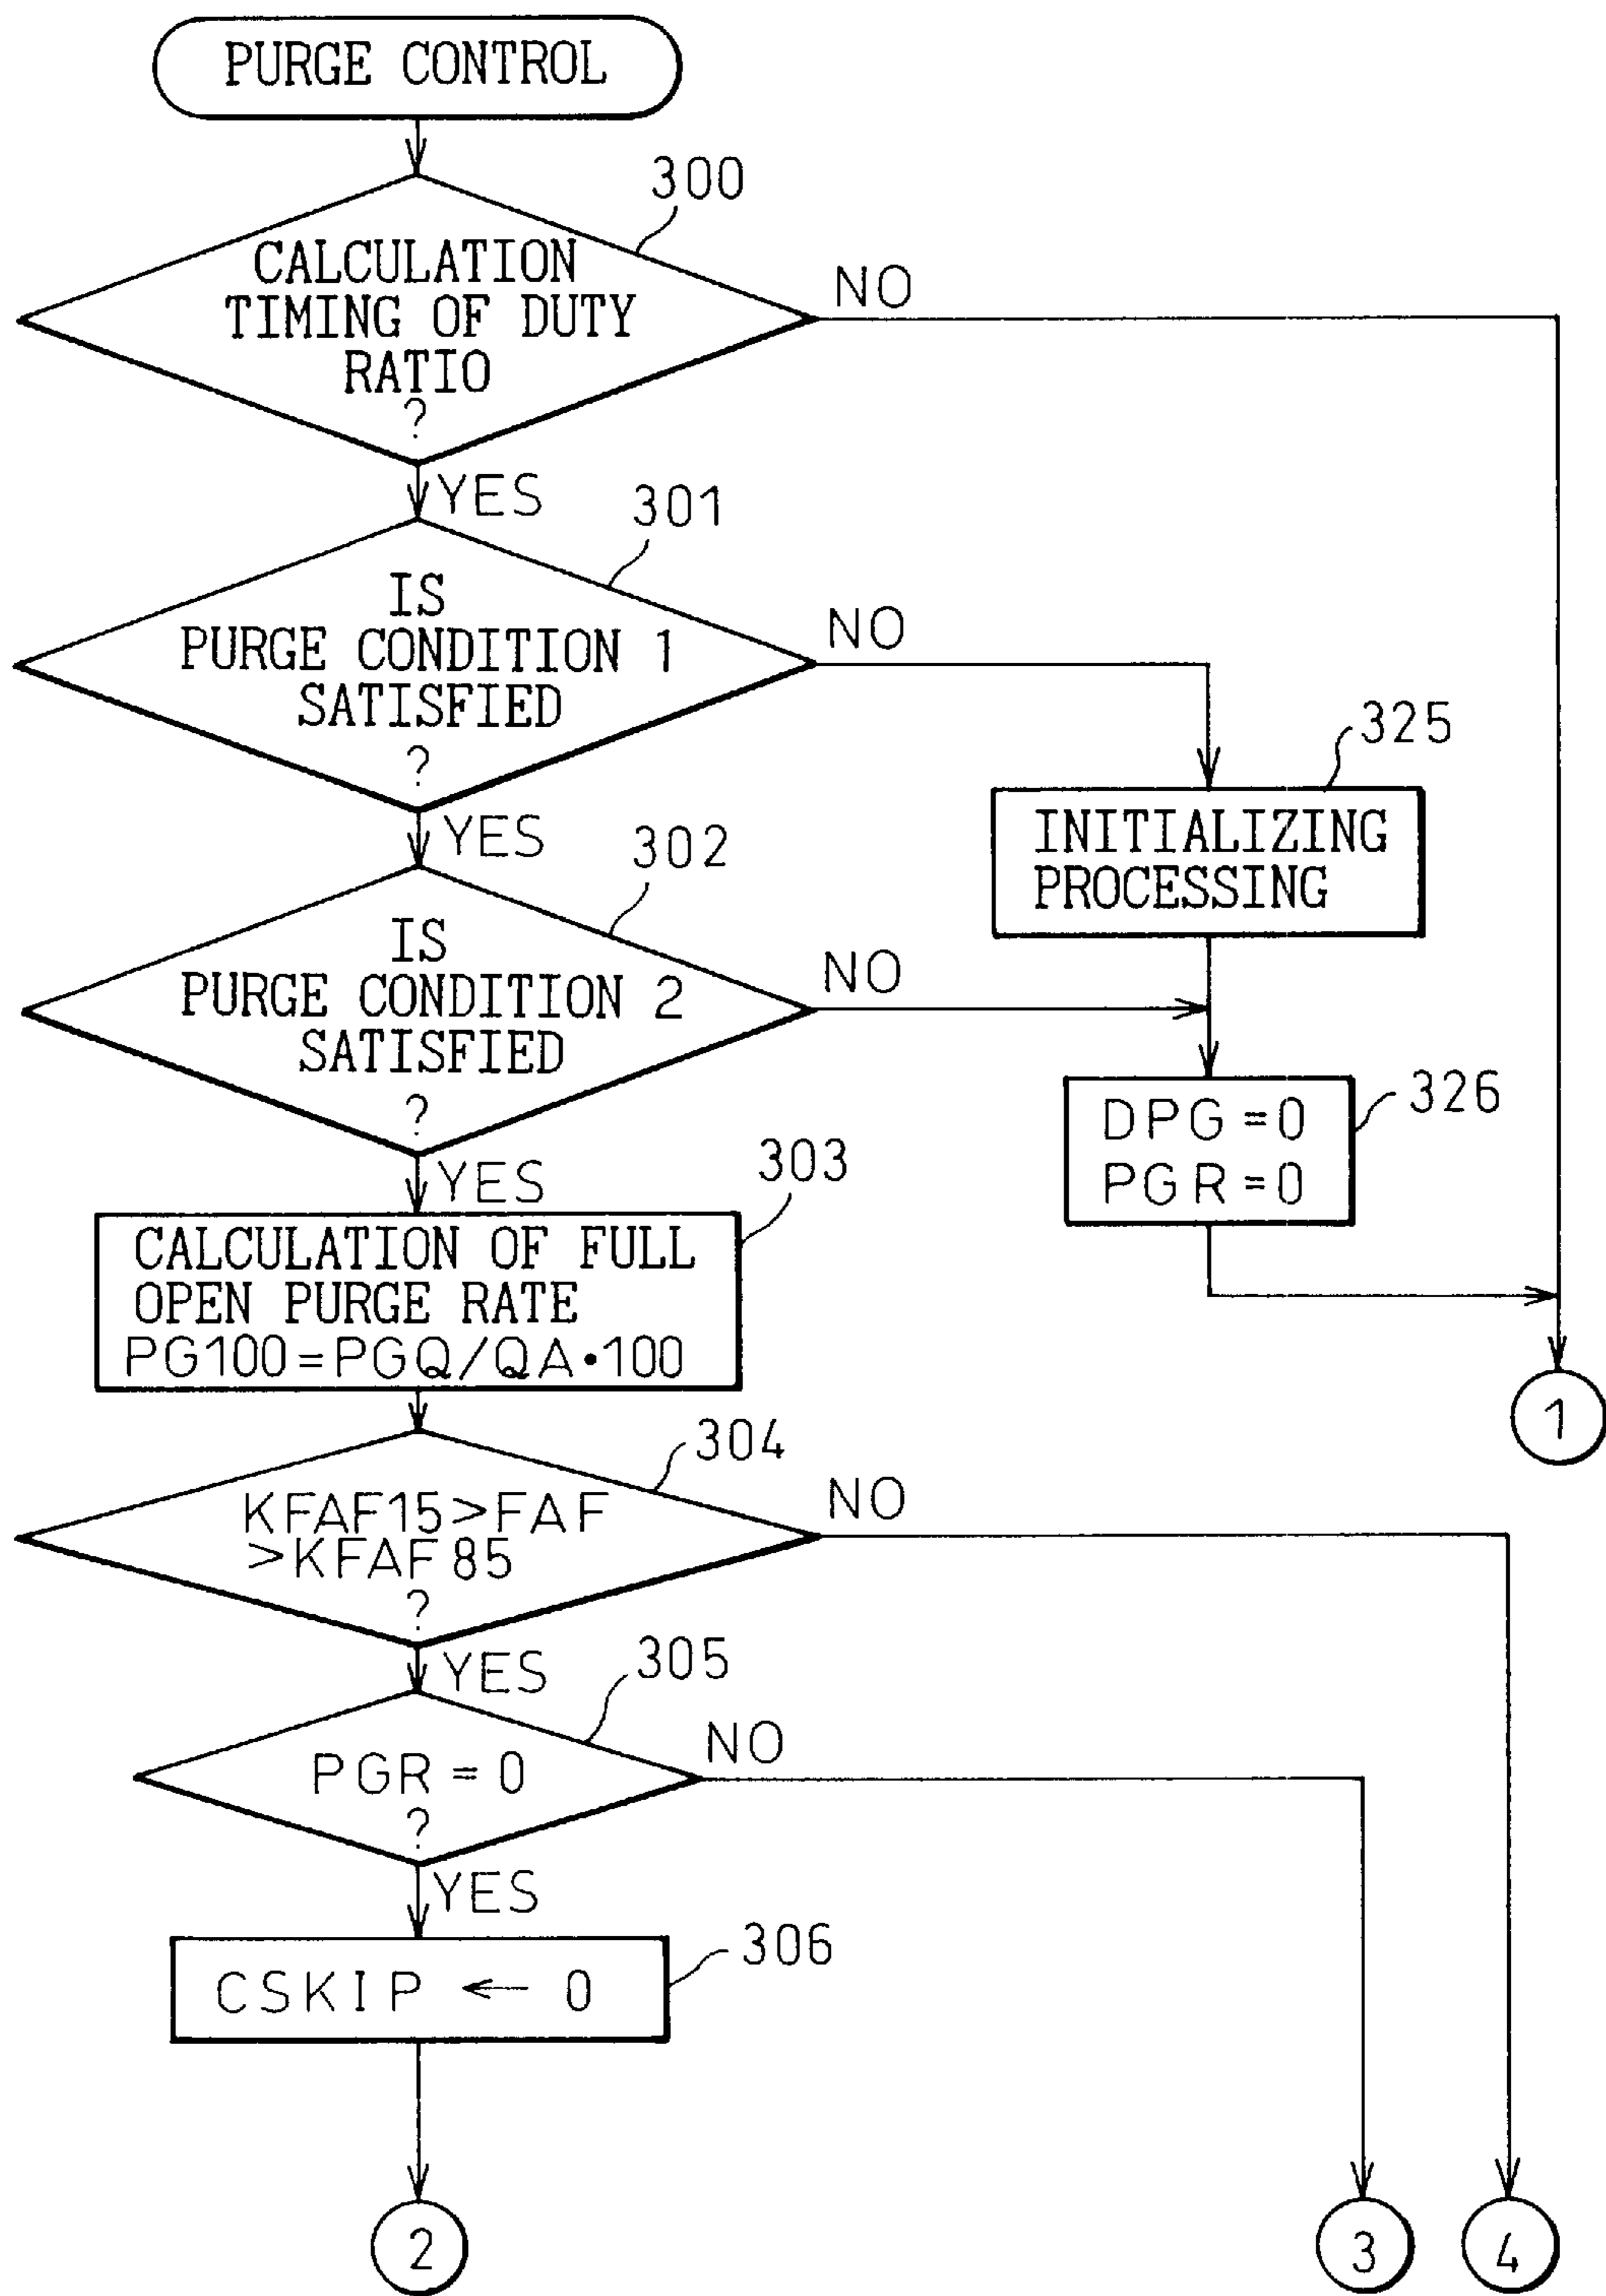 PURGE CONTROL
300
CALCULATION
TIMING OF DUTY
RATIO
?
NO
YES
301
IS
PURGE CONDITION 1
SATISFIED
?
NO
325
INITIALIZING
PROCESSING
YES
302
IS
PURGE CONDITION 2
SATISFIED
?
NO
326
DPG=0
PGR=0
YES
303
CALCULATION OF FULL
OPEN PURGE RATE
PG100=PGQ/QA•100
1
304
KFAF15>FAF
>KFAF85
?
NO
YES
305
PGR=0
?
NO
YES
306
CSKIP ← 0
2
3
4